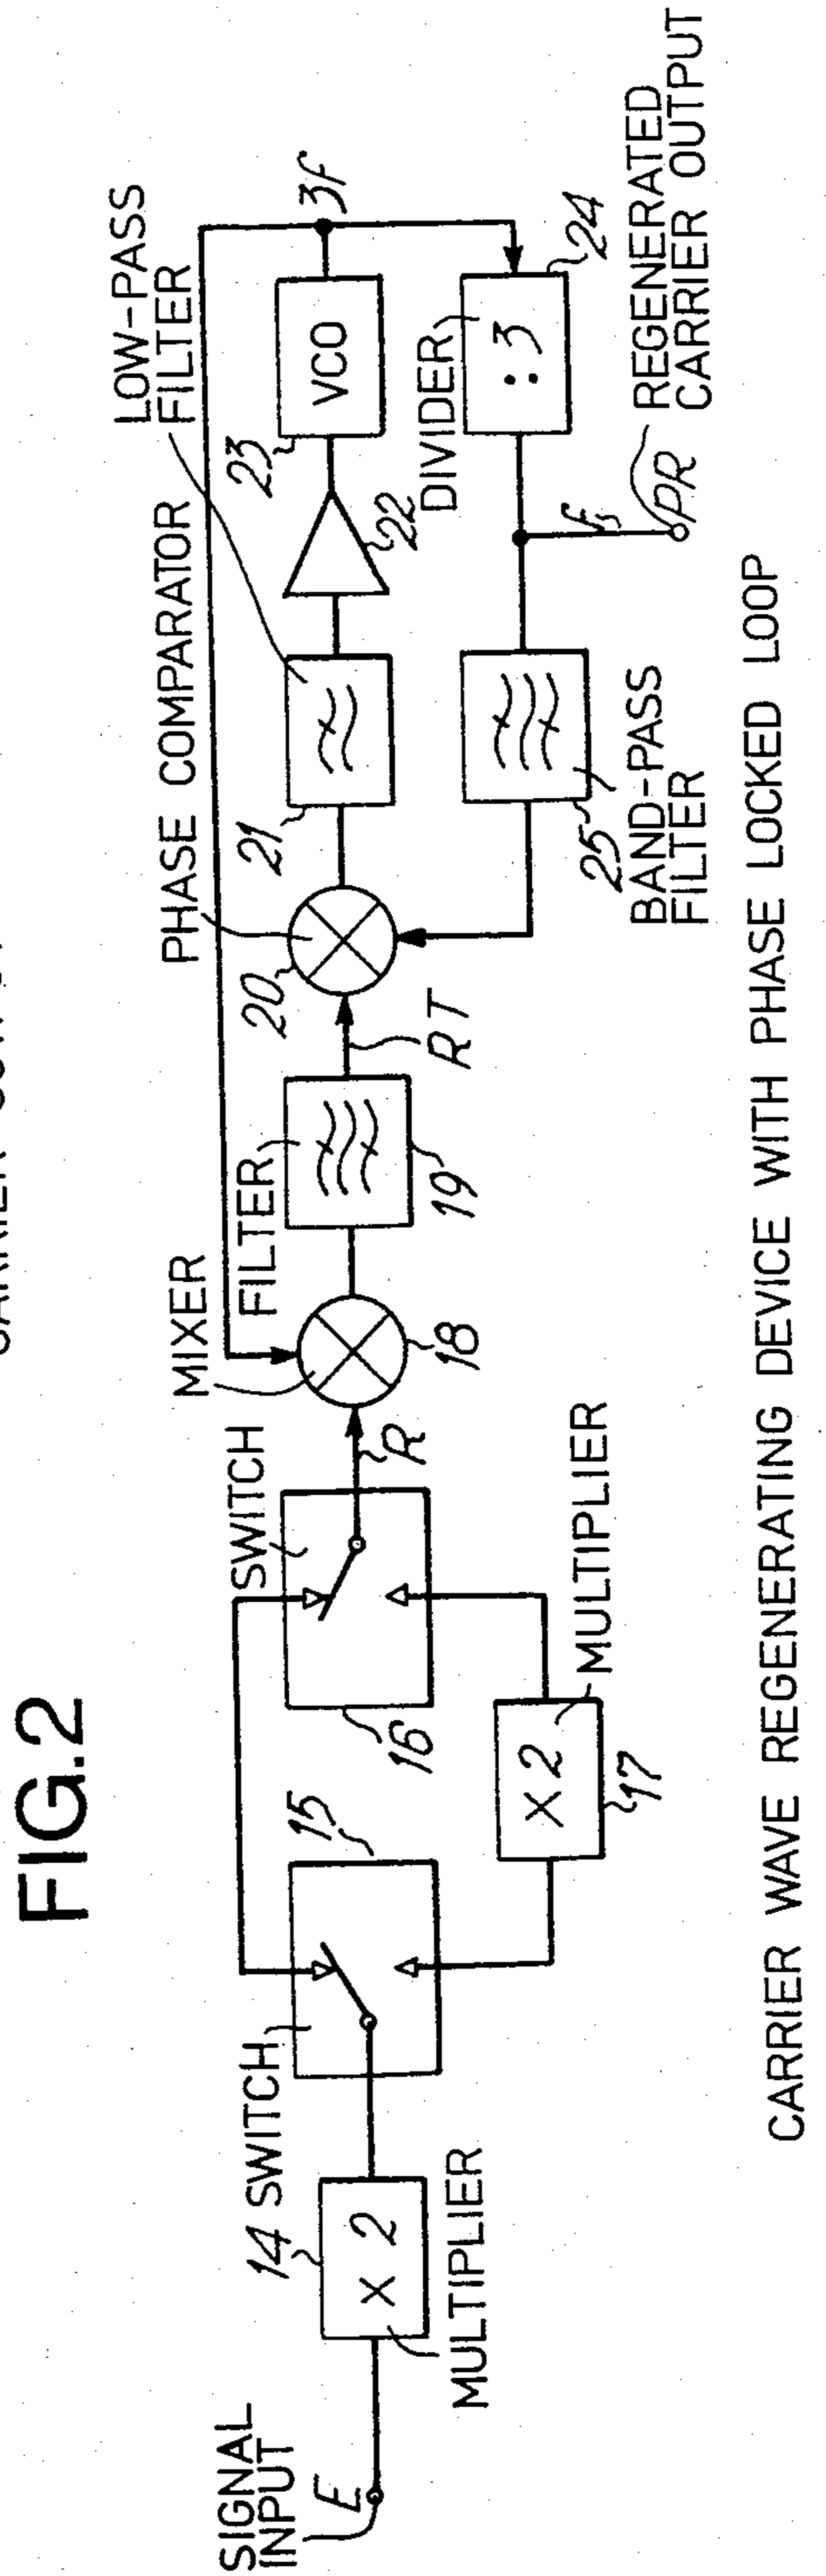 FIG.2
SIGNAL
INPUT
E
14
X 2
MULTIPLIER
SWITCH
15
16
SWITCH
X 2
17
MULTIPLIER
R
MIXER
18
FILTER
19
RT
PHASE COMPARATOR
20
21
LOW-PASS
FILTER
22
23
VCO
3f
DIVIDER
: 3
24
PR
REGENERATED
CARRIER OUTPUT
25
BAND-PASS
FILTER
CARRIER WAVE REGENERATING DEVICE WITH PHASE LOCKED LOOP